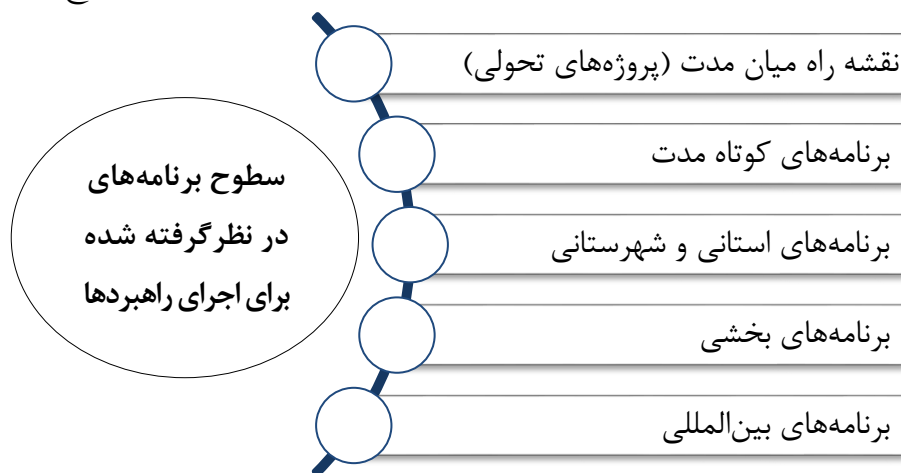 نقشه راه میان مدت (پروژه‌های تحولی)
برنامه‌های کوتاه مدت
برنامه‌های استانی و شهرستانی
برنامه‌های بخشی
برنامه‌های بین‌المللی
سطوح برنامه‌های
در نظرگرفته شده
برای اجرای راهبردها